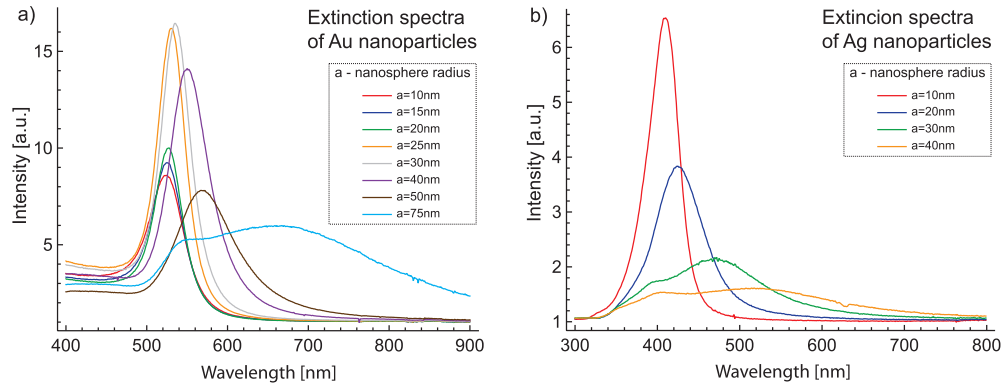 a)
Extinction spectra
of Au nanoparticles
a - nanosphere radius
a=10nm
a=15nm
a=20nm
a=25nm
a=30nm
a=40nm
a=50nm
a=75nm
15
10
5
Intensity [a.u.]
400 500 600 700 800 900
Wavelength [nm]
b)
Extincion spectra
of Ag nanoparticles
a - nanosphere radius
a=10nm
a=20nm
a=30nm
a=40nm
6
5
4
3
2
1
Intensity [a.u.]
300 400 500 600 700 800
Wavelength [nm]